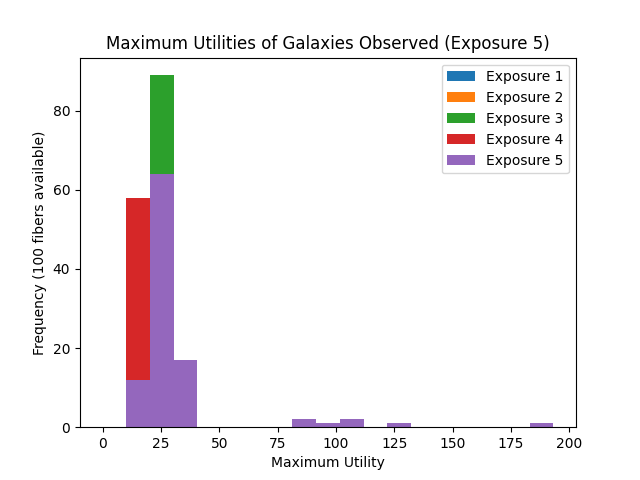 Maximum Utilities of Galaxies Observed (Exposure 5)
Exposure 1
Exposure 2
Exposure 3
Exposure 4
Exposure 5
Frequency (100 fibers available)
80
60
40
20
0
0 25 50 75 100 125 150 175 200
Maximum Utility